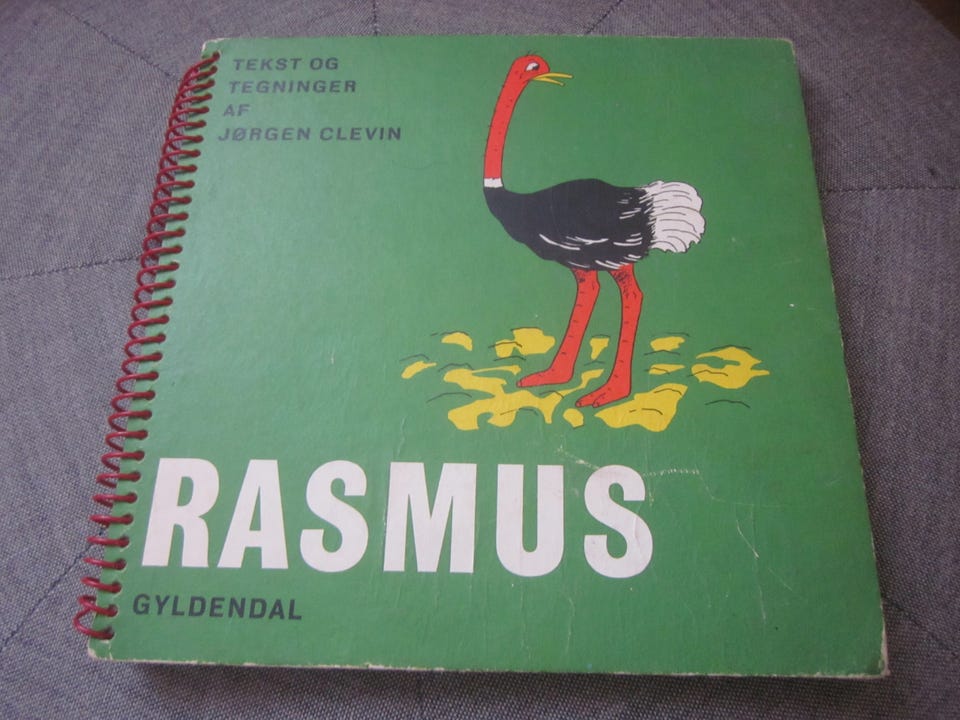 TEKST OG
TEGNINGER
AF
JØRGEN CLEVIN
RASMUS
GYLDENDAL